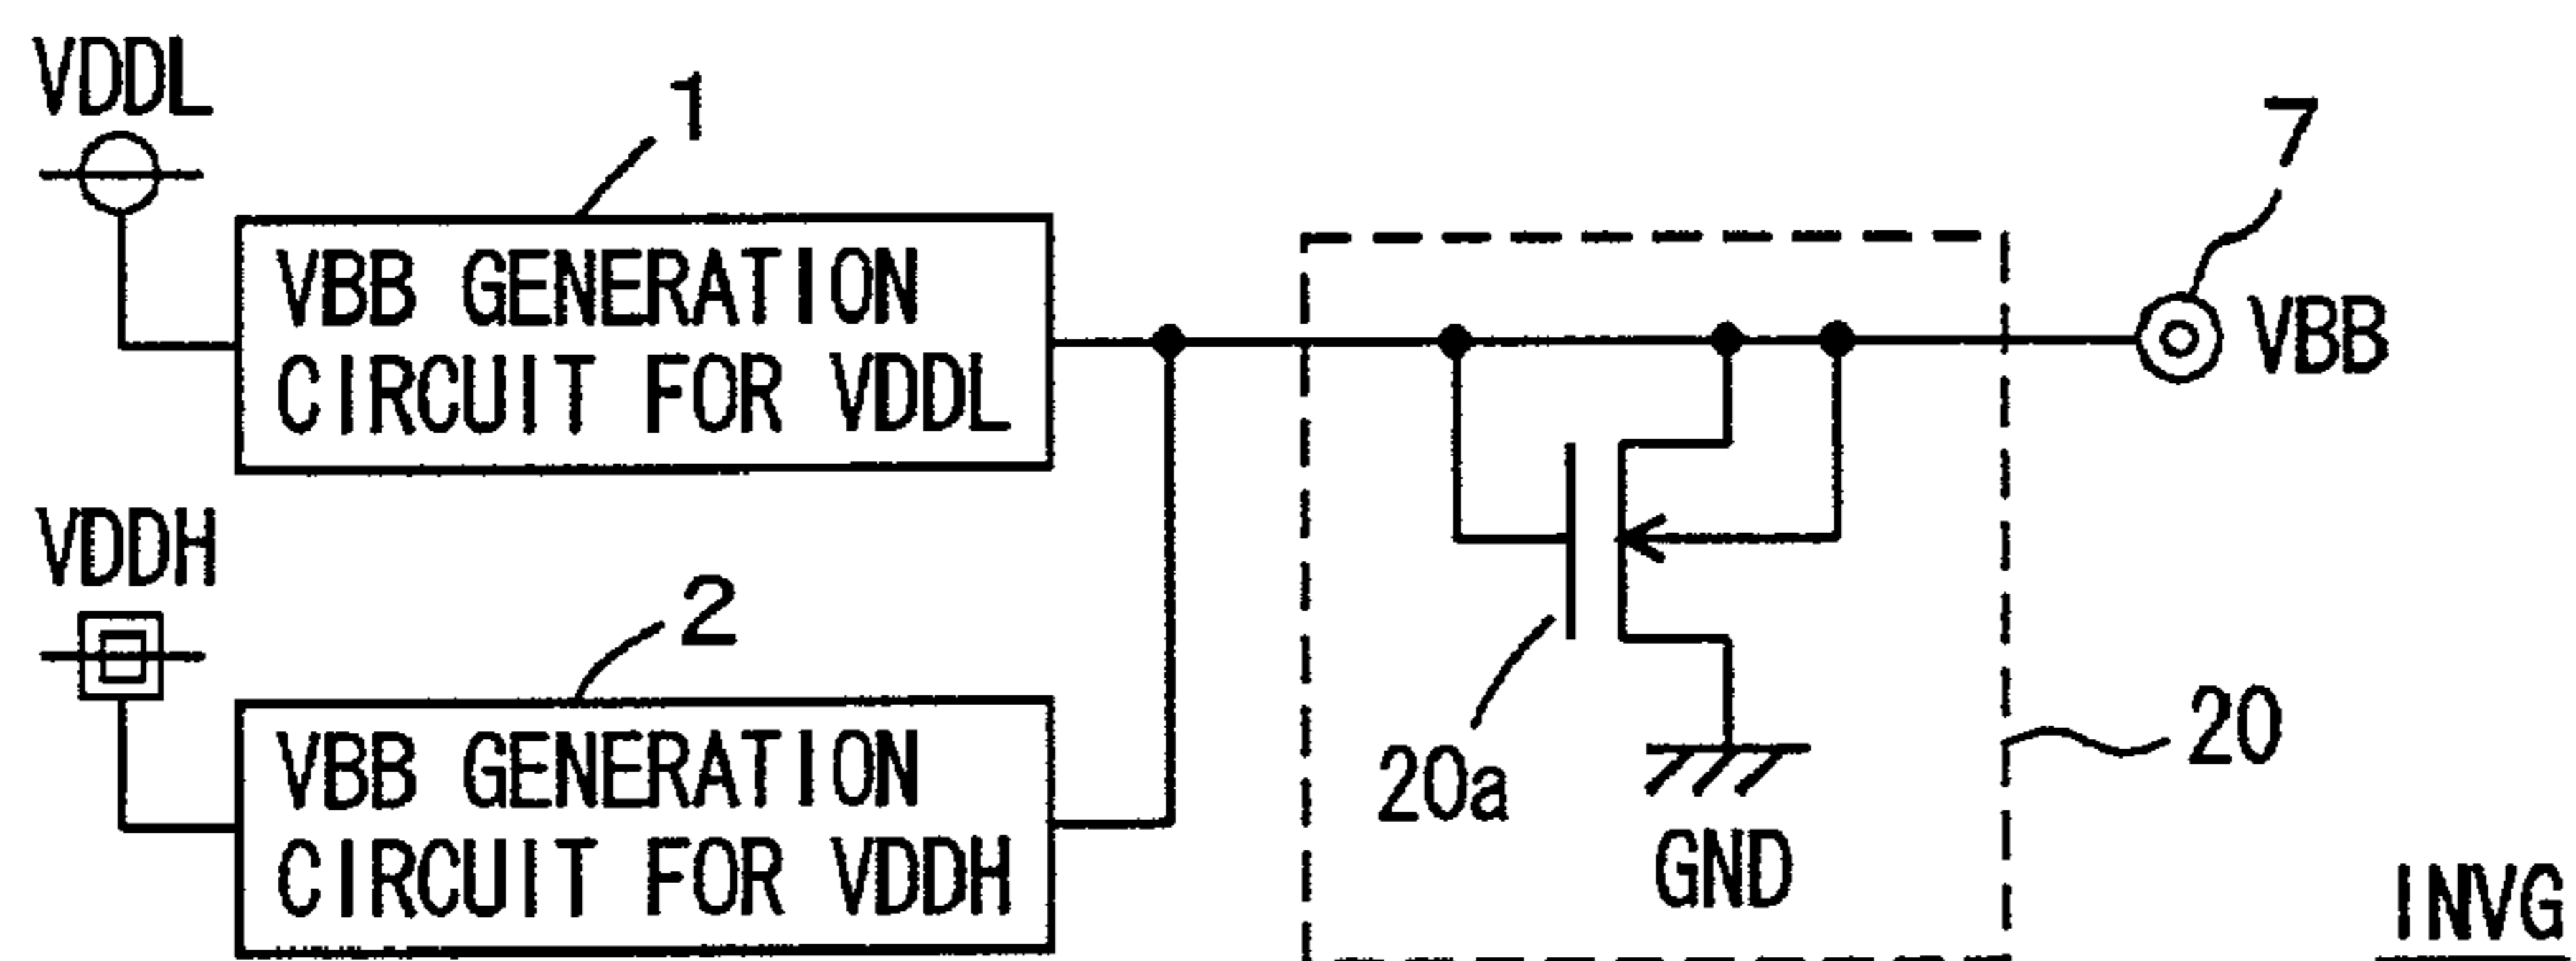 VDDL
1
7
VBB GENERATION
CIRCUIT FOR VDDL
VBB
VDDH
2
VBB GENERATION
CIRCUIT FOR VDDH
20a
GND
20
INVG